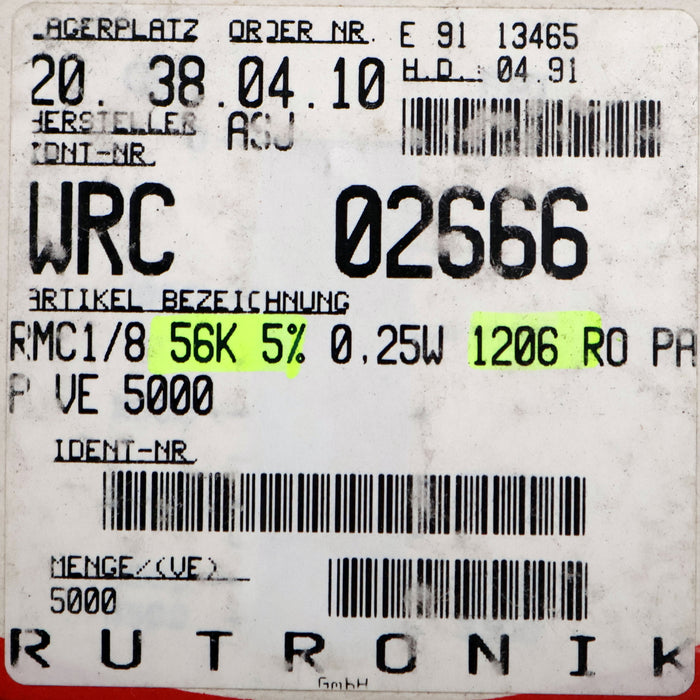 LAGERPLATZ ORDER NR. E 91 13465
20. 38.04.10 H.D.: 04.91
HERSTELLER ASJ
IDNT-NR.
WRC 02666
ARTIKEL BEZEICHNUNG
RMC1/8 56K 5% 0.25W 1206 RO PA
P VE 5000
IDENT-NR.
MENGE/(VE)
5000
RUTRONIK
GmbH